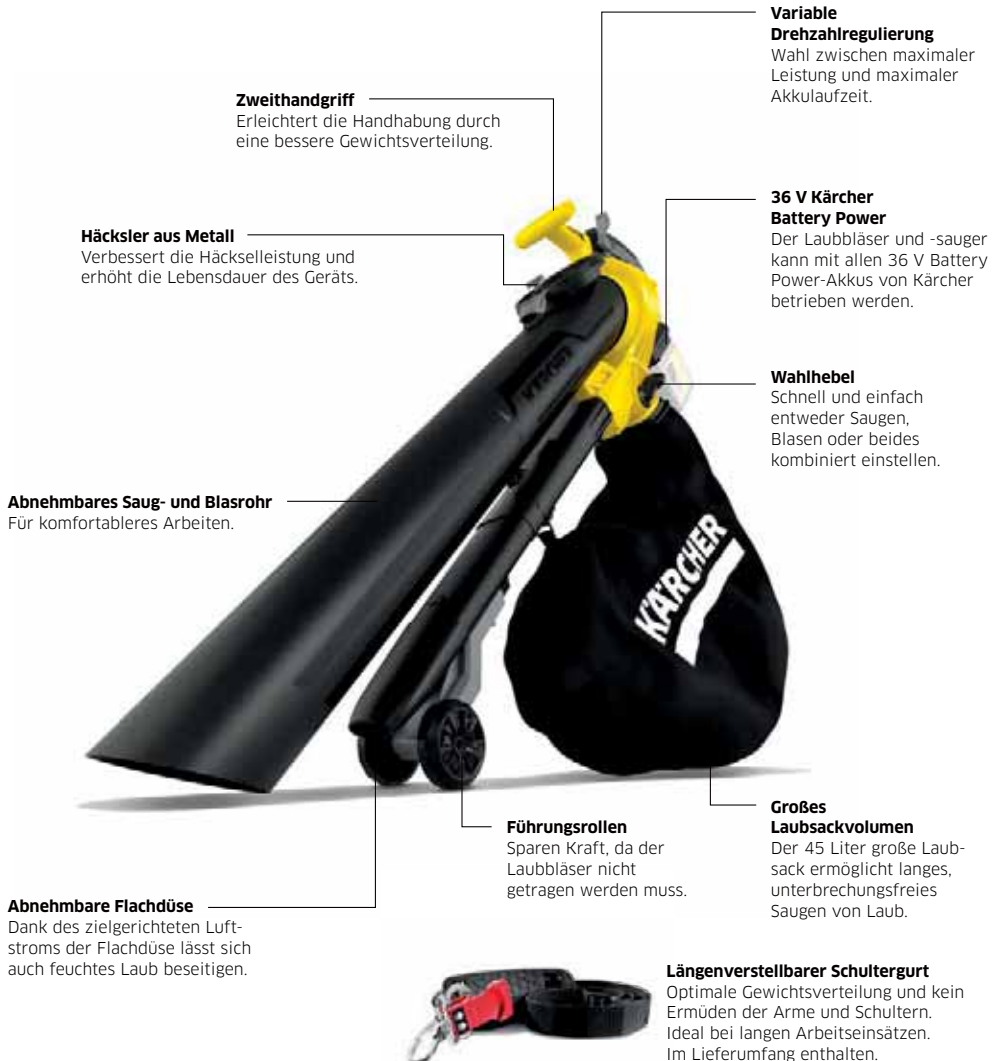 Variable
Drehzahlregulierung
Wahl zwischen maximaler
Leistung und maximaler
Akkulaufzeit.
Zweithandgriff
Erleichtert die Handhabung durch
eine bessere Gewichtsverteilung.
36 V Kärcher
Battery Power
Der Laubbläser und -sauger
kann mit allen 36 V Battery
Power-Akkus von Kärcher
betrieben werden.
Häcksler aus Metall
Verbessert die Häckselleistung und
erhöht die Lebensdauer des Geräts.
Wahlhebel
Schnell und einfach
entweder Saugen,
Blasen oder beides
kombiniert einstellen.
Abnehmbares Saug- und Blasrohr
Für komfortableres Arbeiten.
KÄRCHER
KÄRCHER
Führungsrollen
Sparen Kraft, da der
Laubbläser nicht
getragen werden muss.
Großes
Laubsackvolumen
Der 45 Liter große Laub-
sack ermöglicht langes,
unterbrechungsfreies
Saugen von Laub.
Abnehmbare Flachdüse
Dank des zielgerichteten Luft-
stroms der Flachdüse lässt sich
auch feuchtes Laub beseitigen.
Längenverstellbarer Schultergurt
Optimale Gewichtsverteilung und kein
Ermüden der Arme und Schultern.
Ideal bei langen Arbeitseinsätzen.
Im Lieferumfang enthalten.